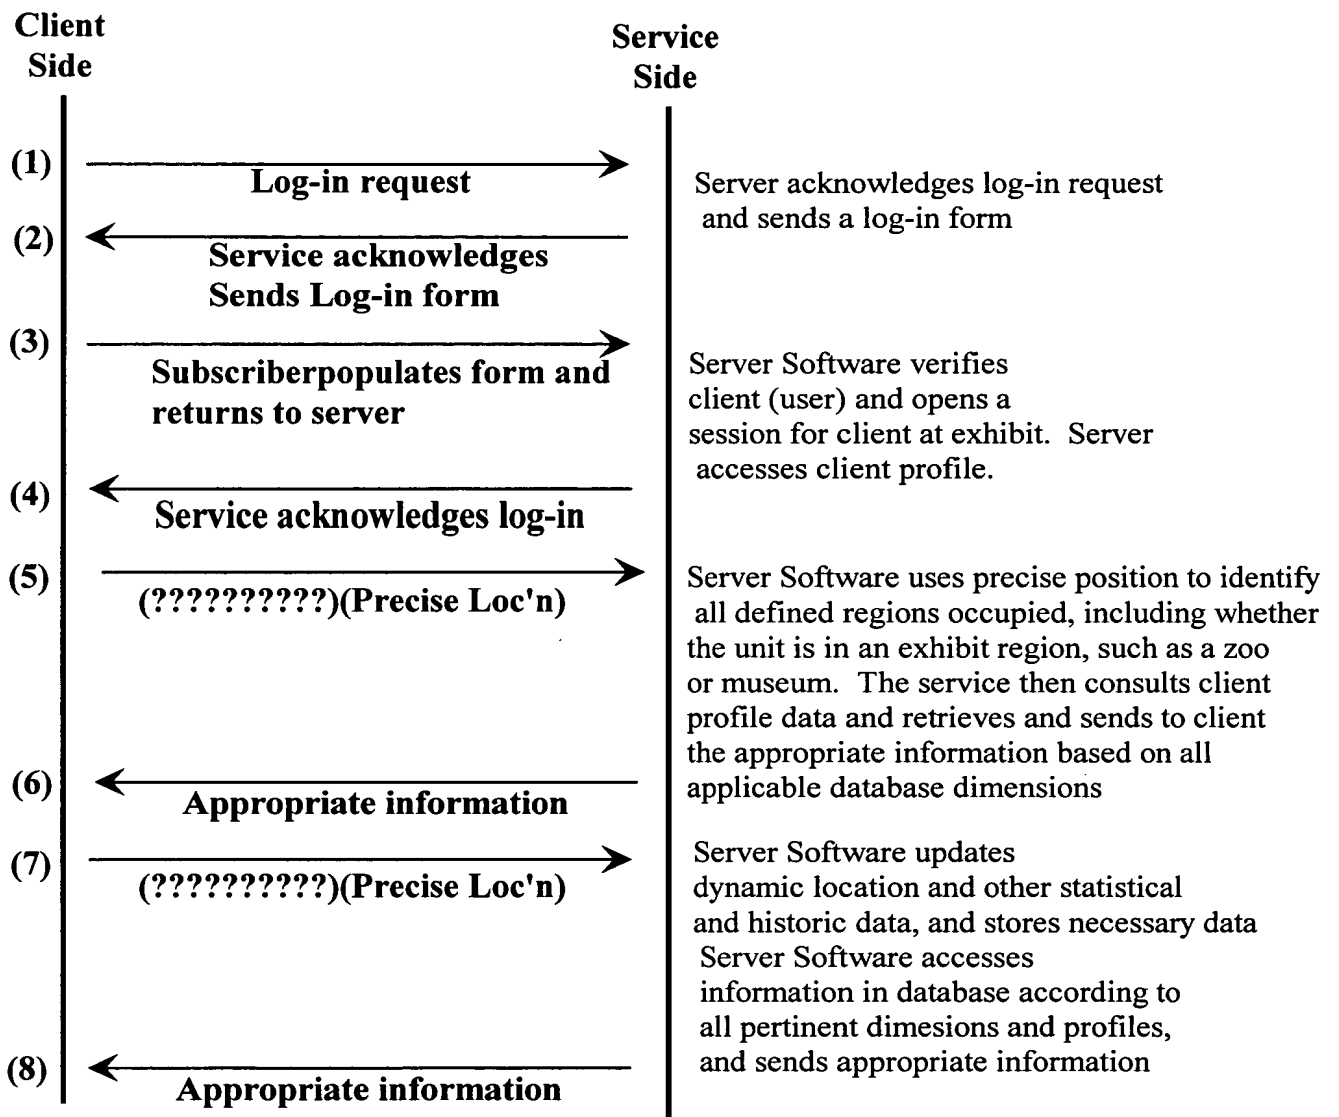 Client
Side
Service
Side
(1)
Log-in request
Server acknowledges log-in request
and sends a log-in form
(2)
Service acknowledges
Sends Log-in form
(3)
Subscriberpopulates form and
returns to server
Server Software verifies
client (user) and opens a
session for client at exhibit. Server
accesses client profile.
(4)
Service acknowledges log-in
(5)
(??????????)(Precise Loc'n)
Server Software uses precise position to identify
all defined regions occupied, including whether
the unit is in an exhibit region, such as a zoo
or museum. The service then consults client
profile data and retrieves and sends to client
the appropriate information based on all
applicable database dimensions
(6)
Appropriate information
(7)
(??????????)(Precise Loc'n)
Server Software updates
dynamic location and other statistical
and historic data, and stores necessary data
Server Software accesses
information in database according to
all pertinent dimesions and profiles,
and sends appropriate information
(8)
Appropriate information